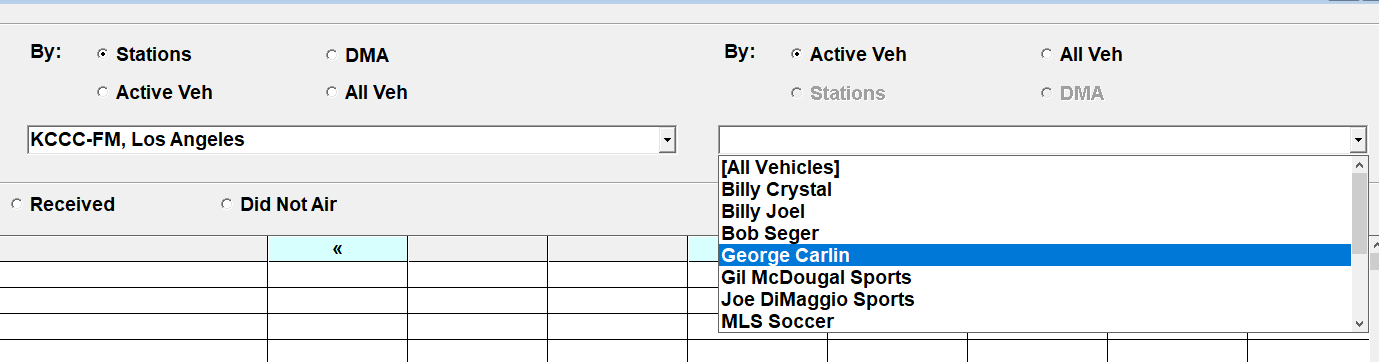 By: Stations DMA
Active Veh All Veh
KCCC-FM, Los Angeles
By: Active Veh All Veh
Stations DMA
[All Vehicles]
Billy Crystal
Billy Joel
Bob Seger
George Carlin
Gil McDougal Sports
Joe DiMaggio Sports
MLS Soccer
Received Did Not Air
«